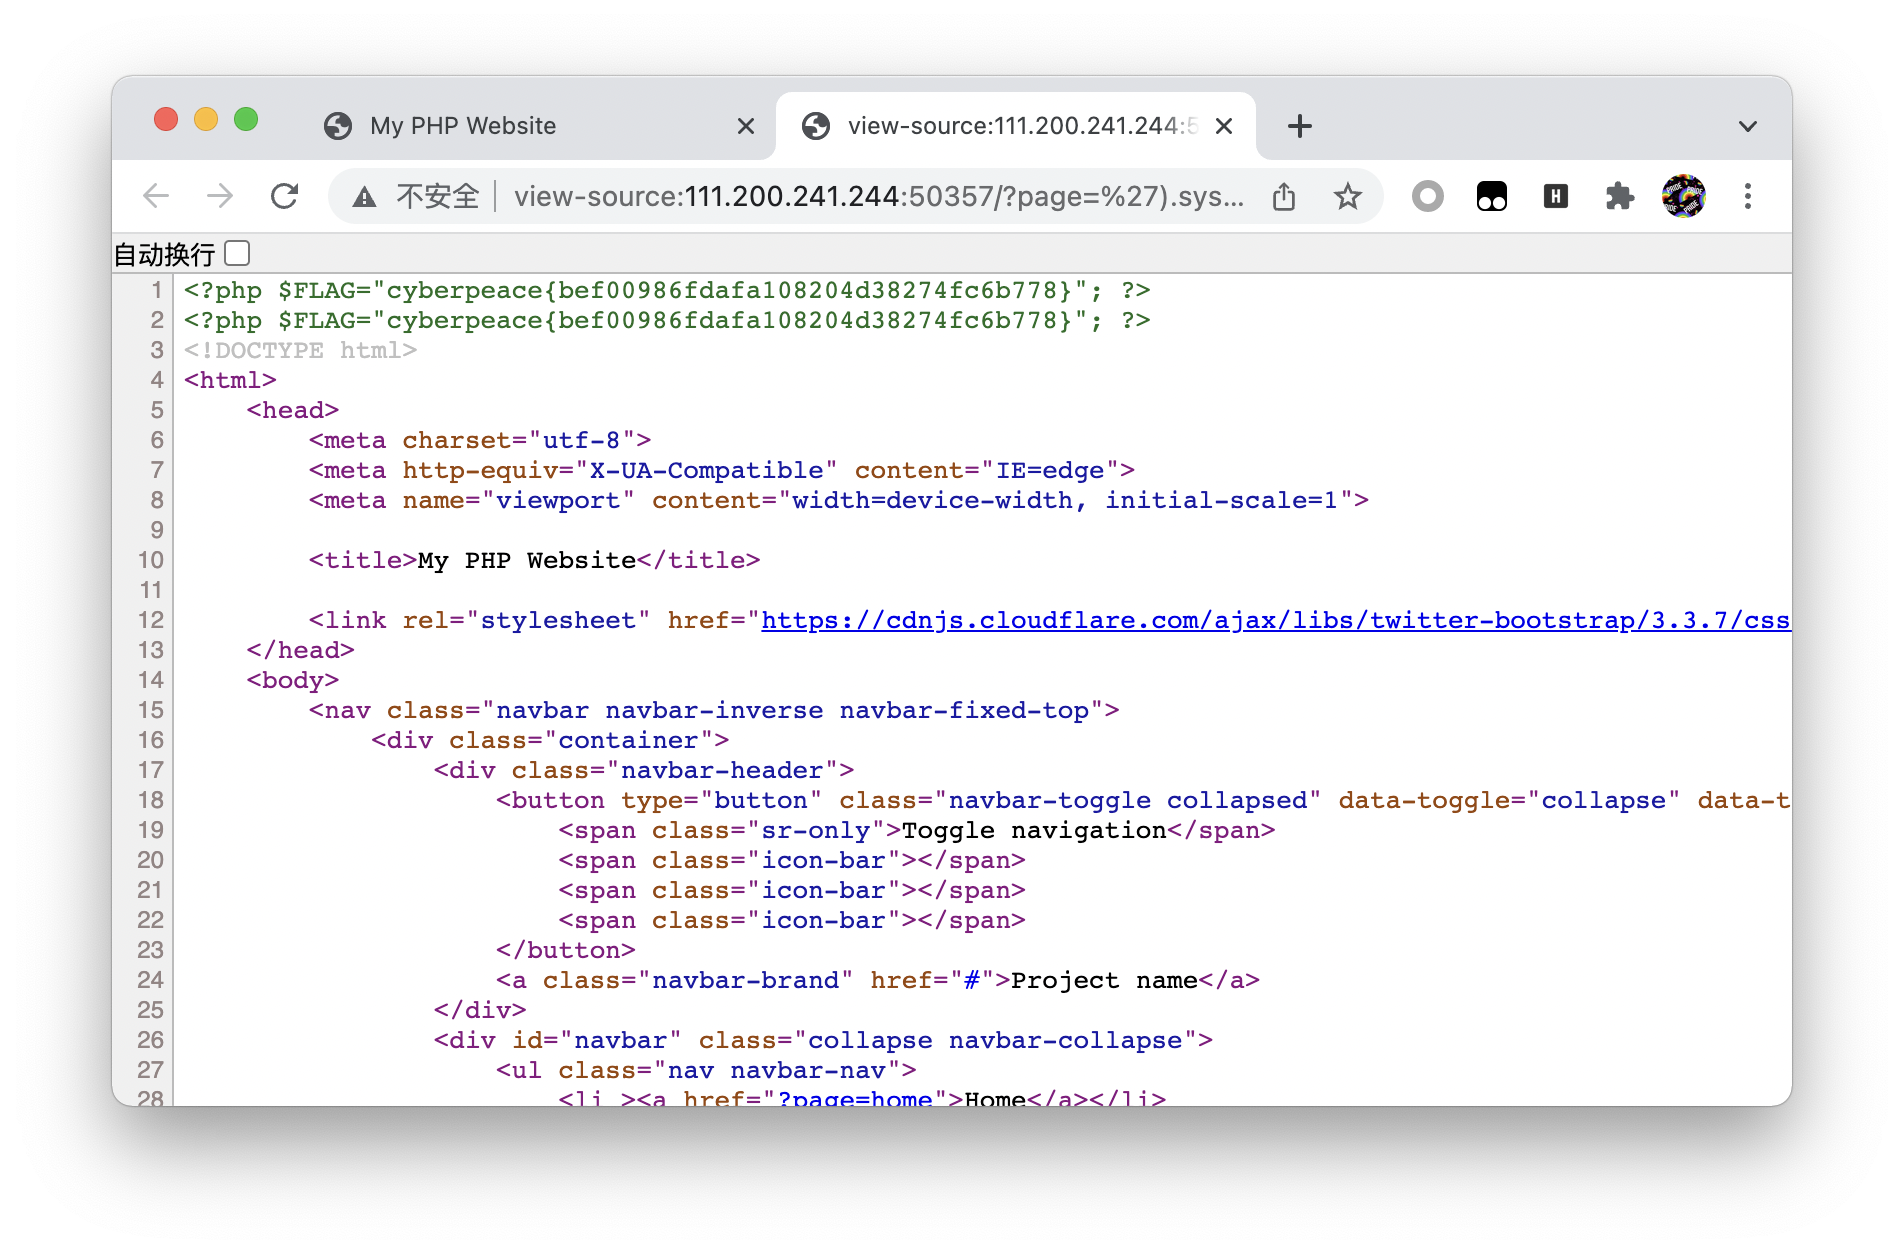 My PHP Website
view-source:111.200.241.244:5
不安全
view-source:111.200.241.244:50357/?page=%27).sys...
自动换行
1 <?php $FLAG="cyberpeace{bef00986fdafa108204d38274fc6b778}"; ?>
2 <?php $FLAG="cyberpeace{bef00986fdafa108204d38274fc6b778}"; ?>
3 <!DOCTYPE html>
4 <html>
5 <head>
6 <meta charset="utf-8">
7 <meta http-equiv="X-UA-Compatible" content="IE=edge">
8 <meta name="viewport" content="width=device-width, initial-scale=1">
9
10 <title>My PHP Website</title>
11
12 <link rel="stylesheet" href="https://cdnjs.cloudflare.com/ajax/libs/twitter-bootstrap/3.3.7/css
13 </head>
14 <body>
15 <nav class="navbar navbar-inverse navbar-fixed-top">
16 <div class="container">
17 <div class="navbar-header">
18 <button type="button" class="navbar-toggle collapsed" data-toggle="collapse" data-t
19 <span class="sr-only">Toggle navigation</span>
20 <span class="icon-bar"></span>
21 <span class="icon-bar"></span>
22 <span class="icon-bar"></span>
23 </button>
24 <a class="navbar-brand" href="#">Project name</a>
25 </div>
26 <div id="navbar" class="collapse navbar-collapse">
27 <ul class="nav navbar-nav">
28 <li ><a href="?page=home">Home</a></li>